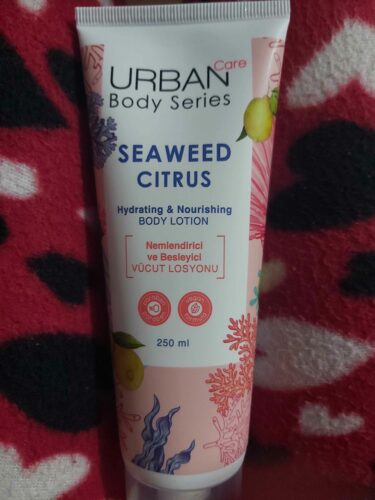 URBAN Care
Body Series
SEAWEED
CITRUS
Hydrating & Nourishing
BODY LOTION
Nemlendirici
ve Besleyici
VÜCUT LOSYONU
250 ml